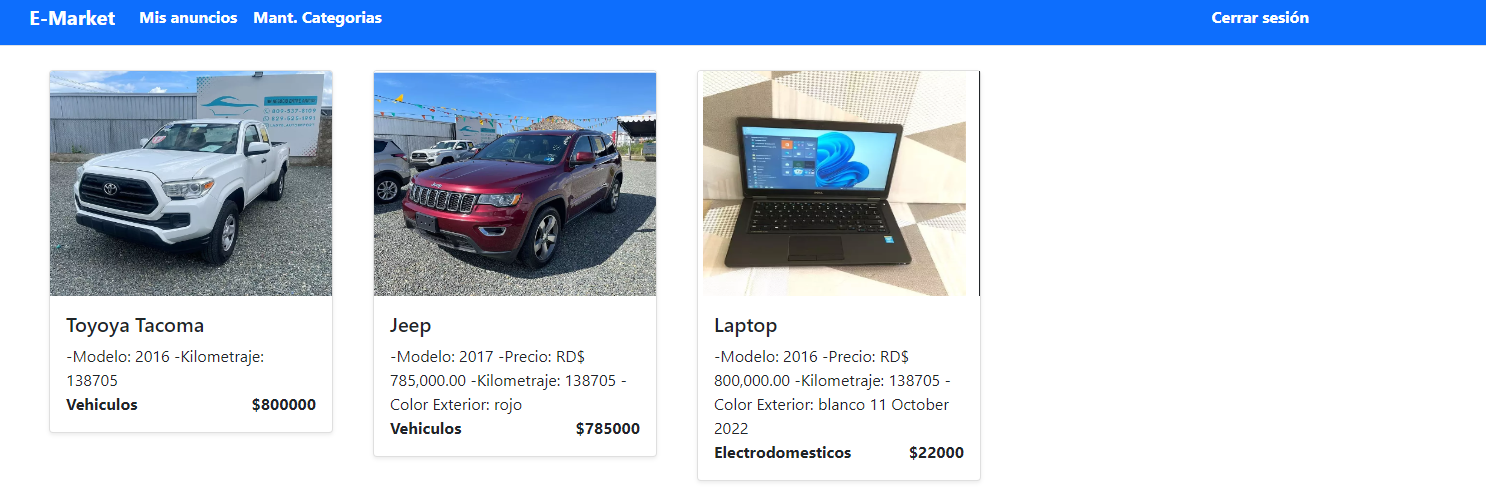 E-Market Mis anuncios Mant. Categorias Cerrar sesión
Toyoya Tacoma
-Modelo: 2016 -Kilometraje:
138705
Vehiculos $800000
Jeep
-Modelo: 2017 -Precio: RD$
785,000.00 -Kilometraje: 138705 -
Color Exterior: rojo
Vehiculos $785000
Laptop
-Modelo: 2016 -Precio: RD$
800,000.00 -Kilometraje: 138705 -
Color Exterior: blanco 11 October
2022
Electrodomesticos $22000